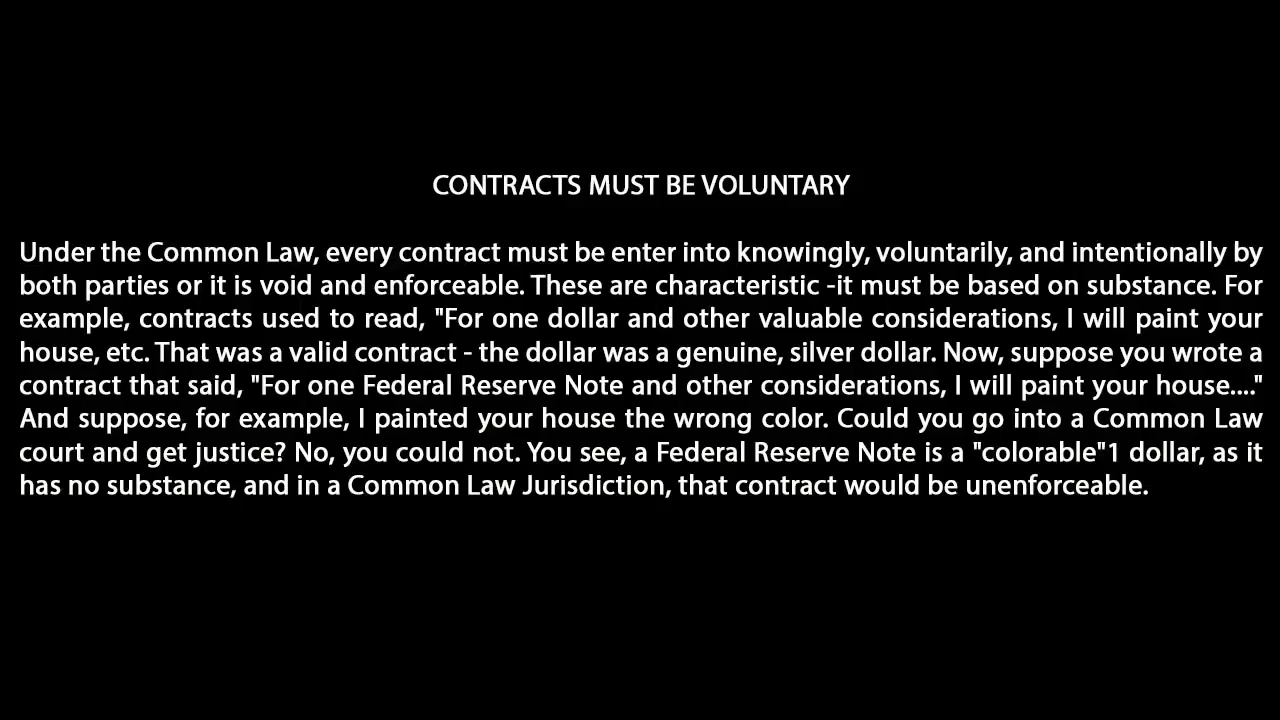 CONTRACTS MUST BE VOLUNTARY
Under the Common Law, every contract must be enter into knowingly, voluntarily, and intentionally by
both parties or it is void and enforceable. These are characteristic -it must be based on substance. For
example, contracts used to read, "For one dollar and other valuable considerations, I will paint your
house, etc. That was a valid contract - the dollar was a genuine, silver dollar. Now, suppose you wrote a
contract that said, "For one Federal Reserve Note and other considerations, I will paint your house...."
And suppose, for example, I painted your house the wrong color. Could you go into a Common Law
court and get justice? No, you could not. You see, a Federal Reserve Note is a "colorable"1 dollar, as it
has no substance, and in a Common Law Jurisdiction, that contract would be unenforceable.